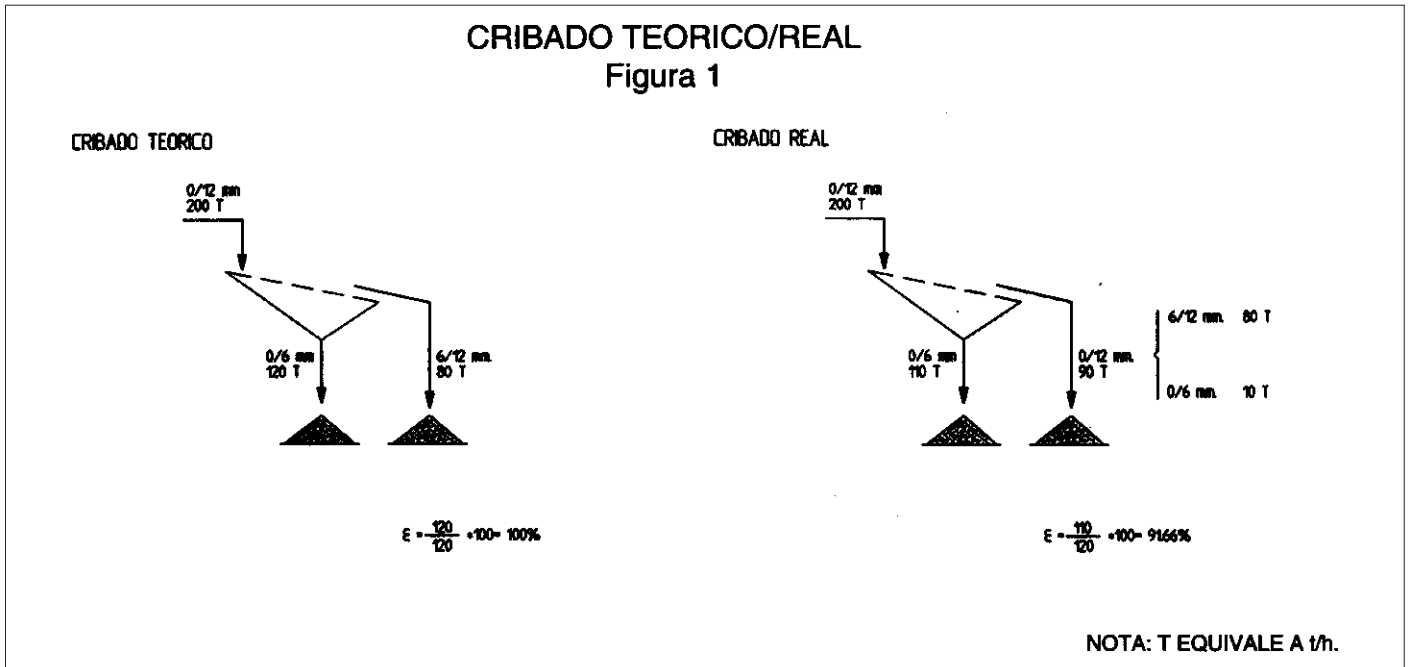 CRIBADO TEORICO/REAL
Figura 1
CRIBADO TEORICO
0/12 mm
200 T
0/6 mm
120 T
6/12 mm.
80 T
ε = 120/120 *100= 100%
CRIBADO REAL
0/12 mm
200 T
0/6 mm
110 T
0/12 mm.
90 T
6/12 mm. 80 T
0/6 mm. 10 T
ε = 110/120 *100= 91.66%
NOTA: T EQUIVALE A t/h.